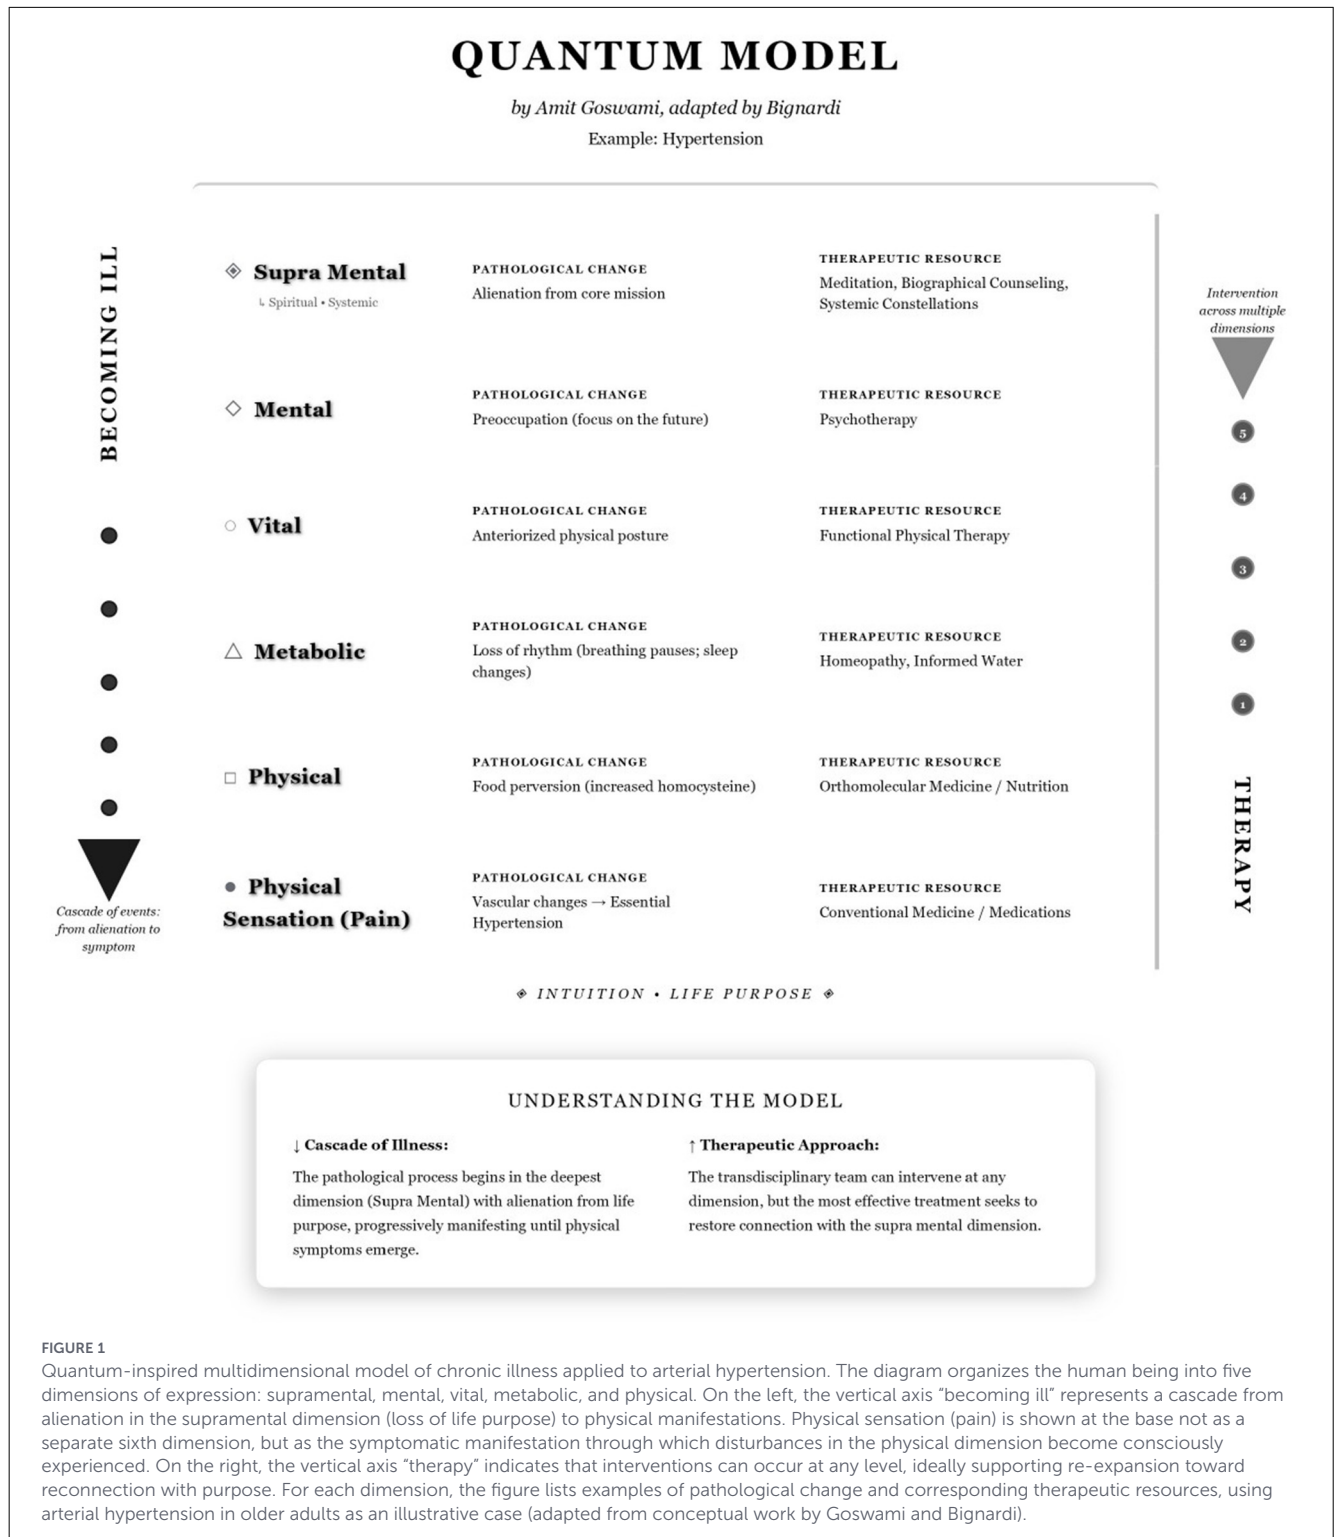 QUANTUM MODEL
by Amit Goswami, adapted by Bignardi
Example: Hypertension
BECOMING ILL
Cascade of events:
from alienation to
symptom
Supra Mental
↳ Spiritual • Systemic
PATHOLOGICAL CHANGE
Alienation from core mission
THERAPEUTIC RESOURCE
Meditation, Biographical Counseling,
Systemic Constellations
Mental
PATHOLOGICAL CHANGE
Preoccupation (focus on the future)
THERAPEUTIC RESOURCE
Psychotherapy
Vital
PATHOLOGICAL CHANGE
Anteriorized physical posture
THERAPEUTIC RESOURCE
Functional Physical Therapy
Metabolic
PATHOLOGICAL CHANGE
Loss of rhythm (breathing pauses; sleep
changes)
THERAPEUTIC RESOURCE
Homeopathy, Informed Water
Physical
PATHOLOGICAL CHANGE
Food perversion (increased homocysteine)
THERAPEUTIC RESOURCE
Orthomolecular Medicine / Nutrition
Physical
Sensation (Pain)
PATHOLOGICAL CHANGE
Vascular changes → Essential
Hypertension
THERAPEUTIC RESOURCE
Conventional Medicine / Medications
Intervention
across multiple
dimensions
5
4
3
2
1
THERAPY
INTUITION • LIFE PURPOSE
UNDERSTANDING THE MODEL
↓ Cascade of Illness:
The pathological process begins in the deepest
dimension (Supra Mental) with alienation from life
purpose, progressively manifesting until physical
symptoms emerge.
↑ Therapeutic Approach:
The transdisciplinary team can intervene at any
dimension, but the most effective treatment seeks to
restore connection with the supra mental dimension.
FIGURE 1
Quantum-inspired multidimensional model of chronic illness applied to arterial hypertension. The diagram organizes the human being into five
dimensions of expression: supramental, mental, vital, metabolic, and physical. On the left, the vertical axis “becoming ill” represents a cascade from
alienation in the supramental dimension (loss of life purpose) to physical manifestations. Physical sensation (pain) is shown at the base not as a
separate sixth dimension, but as the symptomatic manifestation through which disturbances in the physical dimension become consciously
experienced. On the right, the vertical axis “therapy” indicates that interventions can occur at any level, ideally supporting re-expansion toward
reconnection with purpose. For each dimension, the figure lists examples of pathological change and corresponding therapeutic resources, using
arterial hypertension in older adults as an illustrative case (adapted from conceptual work by Goswami and Bignardi).